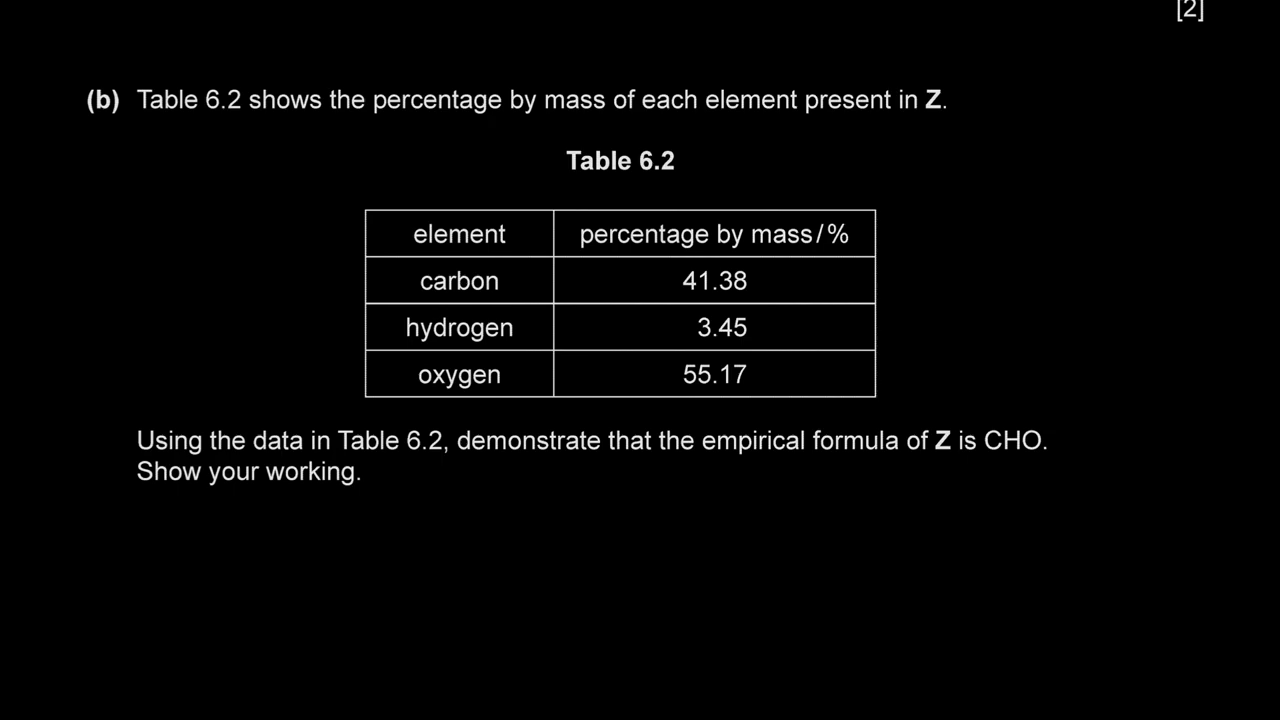 [2]
(b) Table 6.2 shows the percentage by mass of each element present in Z.
Table 6.2
element percentage by mass / %
carbon 41.38
hydrogen 3.45
oxygen 55.17
Using the data in Table 6.2, demonstrate that the empirical formula of Z is CHO.
Show your working.